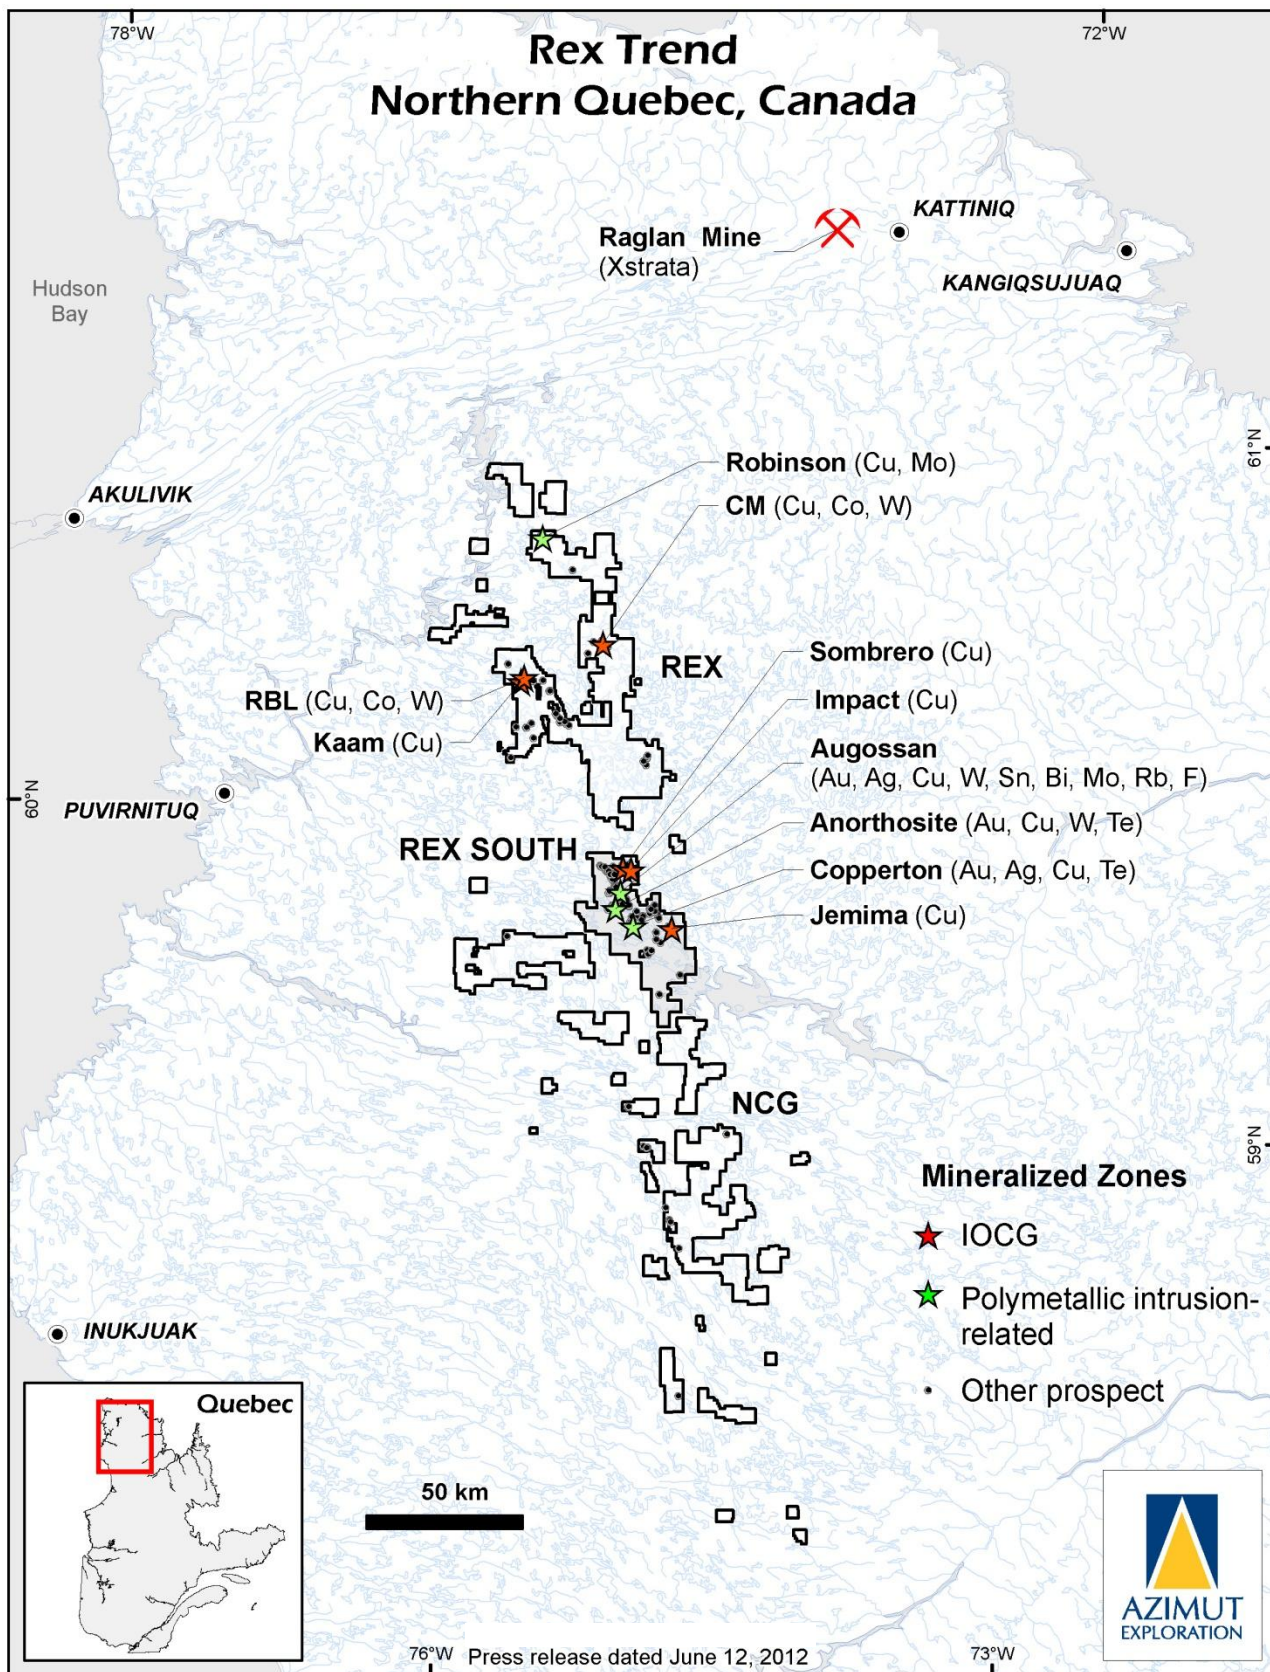 78°W
72°W
Rex Trend
Northern Quebec, Canada
KATTINIQ
Raglan Mine
(Xstrata)
KANGIQSUJUAQ
Hudson
Bay
61°N
Robinson (Cu, Mo)
AKULIVIK
CM (Cu, Co, W)
Sombrero (Cu)
REX
RBL (Cu, Co, W)
Impact (Cu)
Kaam (Cu)
Augossan
(Au, Ag, Cu, W, Sn, Bi, Mo, Rb, F)
60°N
PUVIRNITUQ
Anorthosite (Au, Cu, W, Te)
REX SOUTH
Copperton (Au, Ag, Cu, Te)
Jemima (Cu)
NCG
59°N
Mineralized Zones
IOCG
Polymetallic intrusion-
related
Other prospect
INUKJUAK
Quebec
50 km
AZIMUT
EXPLORATION
76°W
Press release dated June 12, 2012
73°W